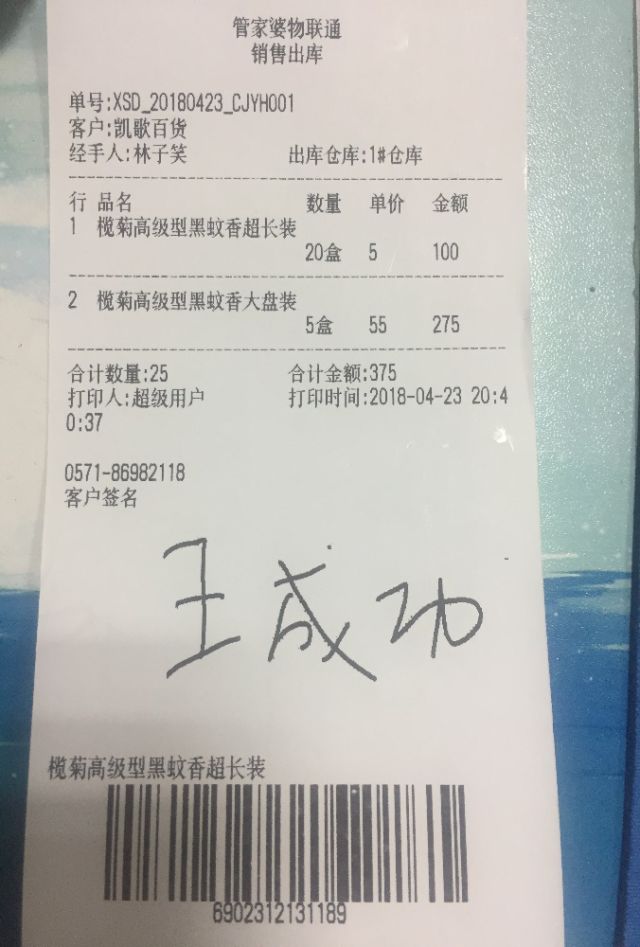 管家婆物联通
销售出库
单号:XSD_20180423_CJYH001
客户:凯歌百货
经手人:林子笑 出库仓库:1#仓库
行 品名 数量 单价 金额
1 榄菊高级型黑蚊香超长装
20盒 5 100
2 榄菊高级型黑蚊香大盘装
5盒 55 275
合计数量:25 合计金额:375
打印人:超级用户 打印时间:2018-04-23 20:4
0:37
0571-86982118
客户签名
王成功
榄菊高级型黑蚊香超长装
6902312131189